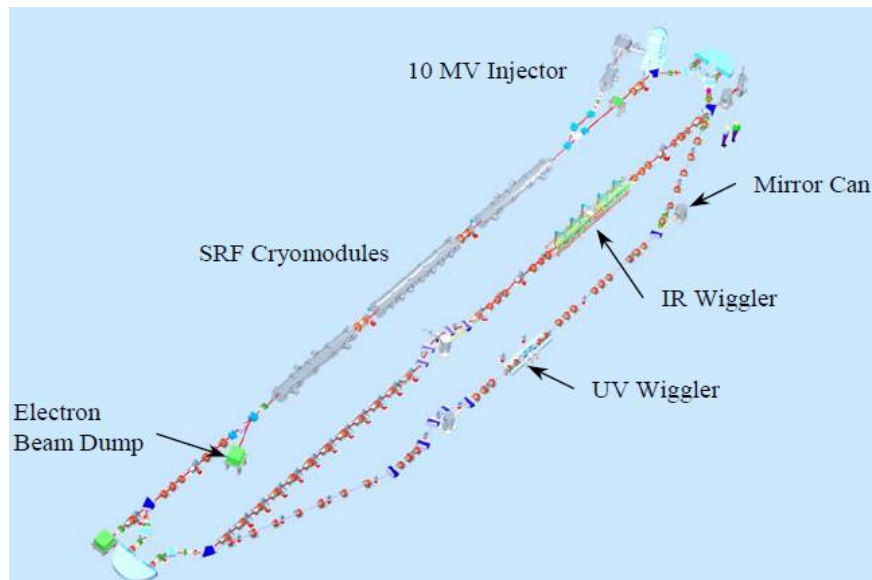 10 MV Injector
Mirror Can
SRF Cryomodules
IR Wiggler
UV Wiggler
Electron
Beam Dump